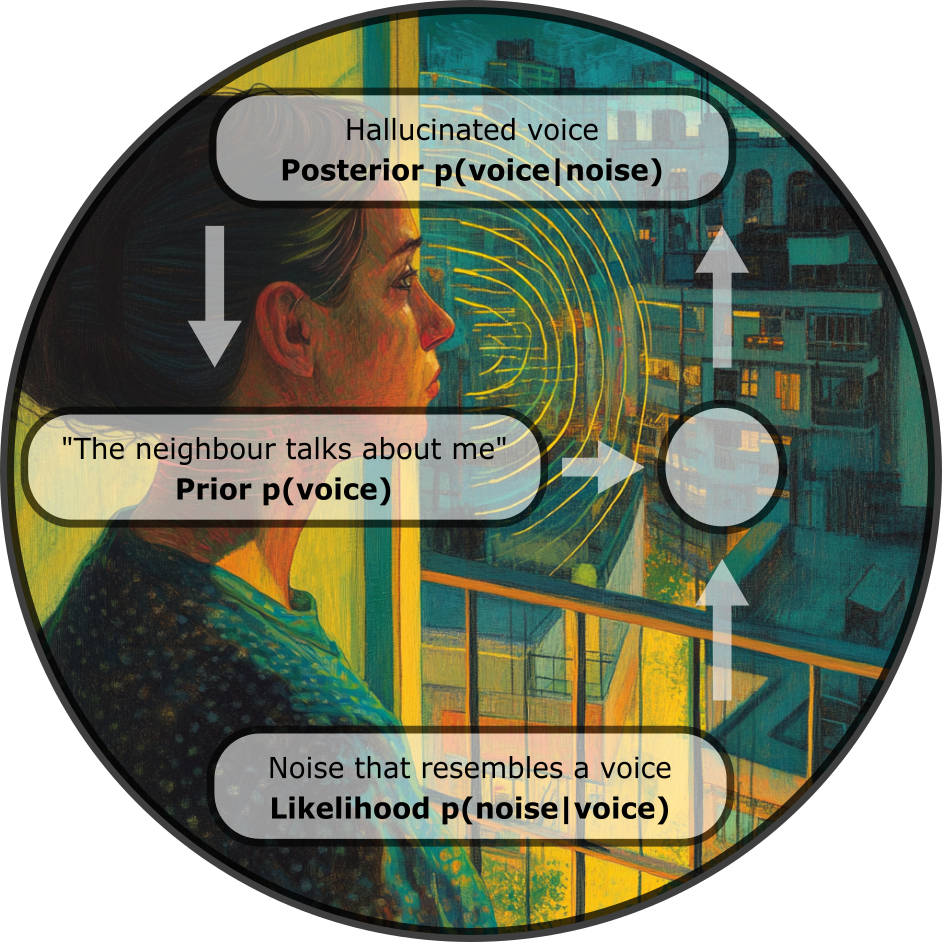 Hallucinated voice
Posterior p(voice|noise)
"The neighbour talks about me"
Prior p(voice)
Noise that resembles a voice
Likelihood p(noise|voice)